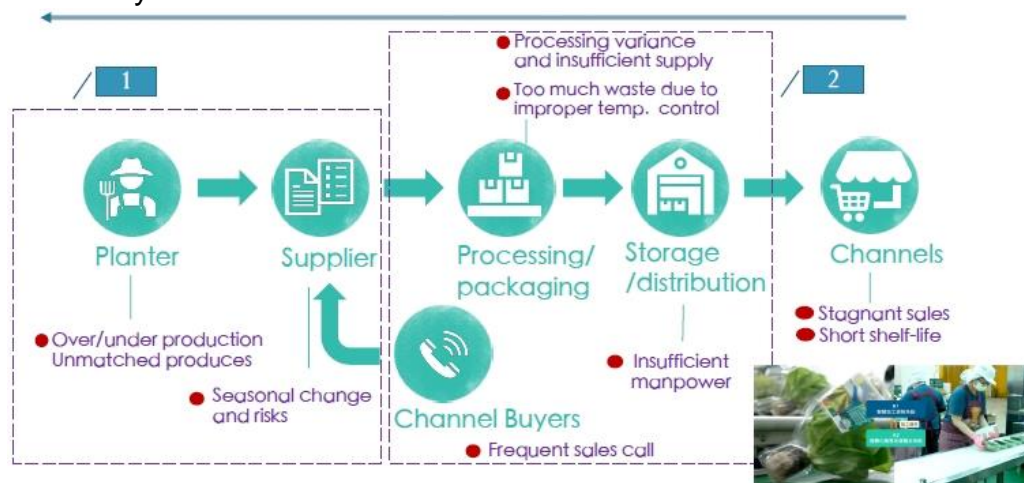 1
2
Processing variance
and insufficient supply
Too much waste due to
improper temp. control
Planter
Supplier
Processing/
packaging
Storage
/distribution
Channels
Over/under production
Unmatched produces
Seasonal change
and risks
Channel Buyers
Frequent sales call
Insufficient
manpower
Stagnant sales
Short shelf-life